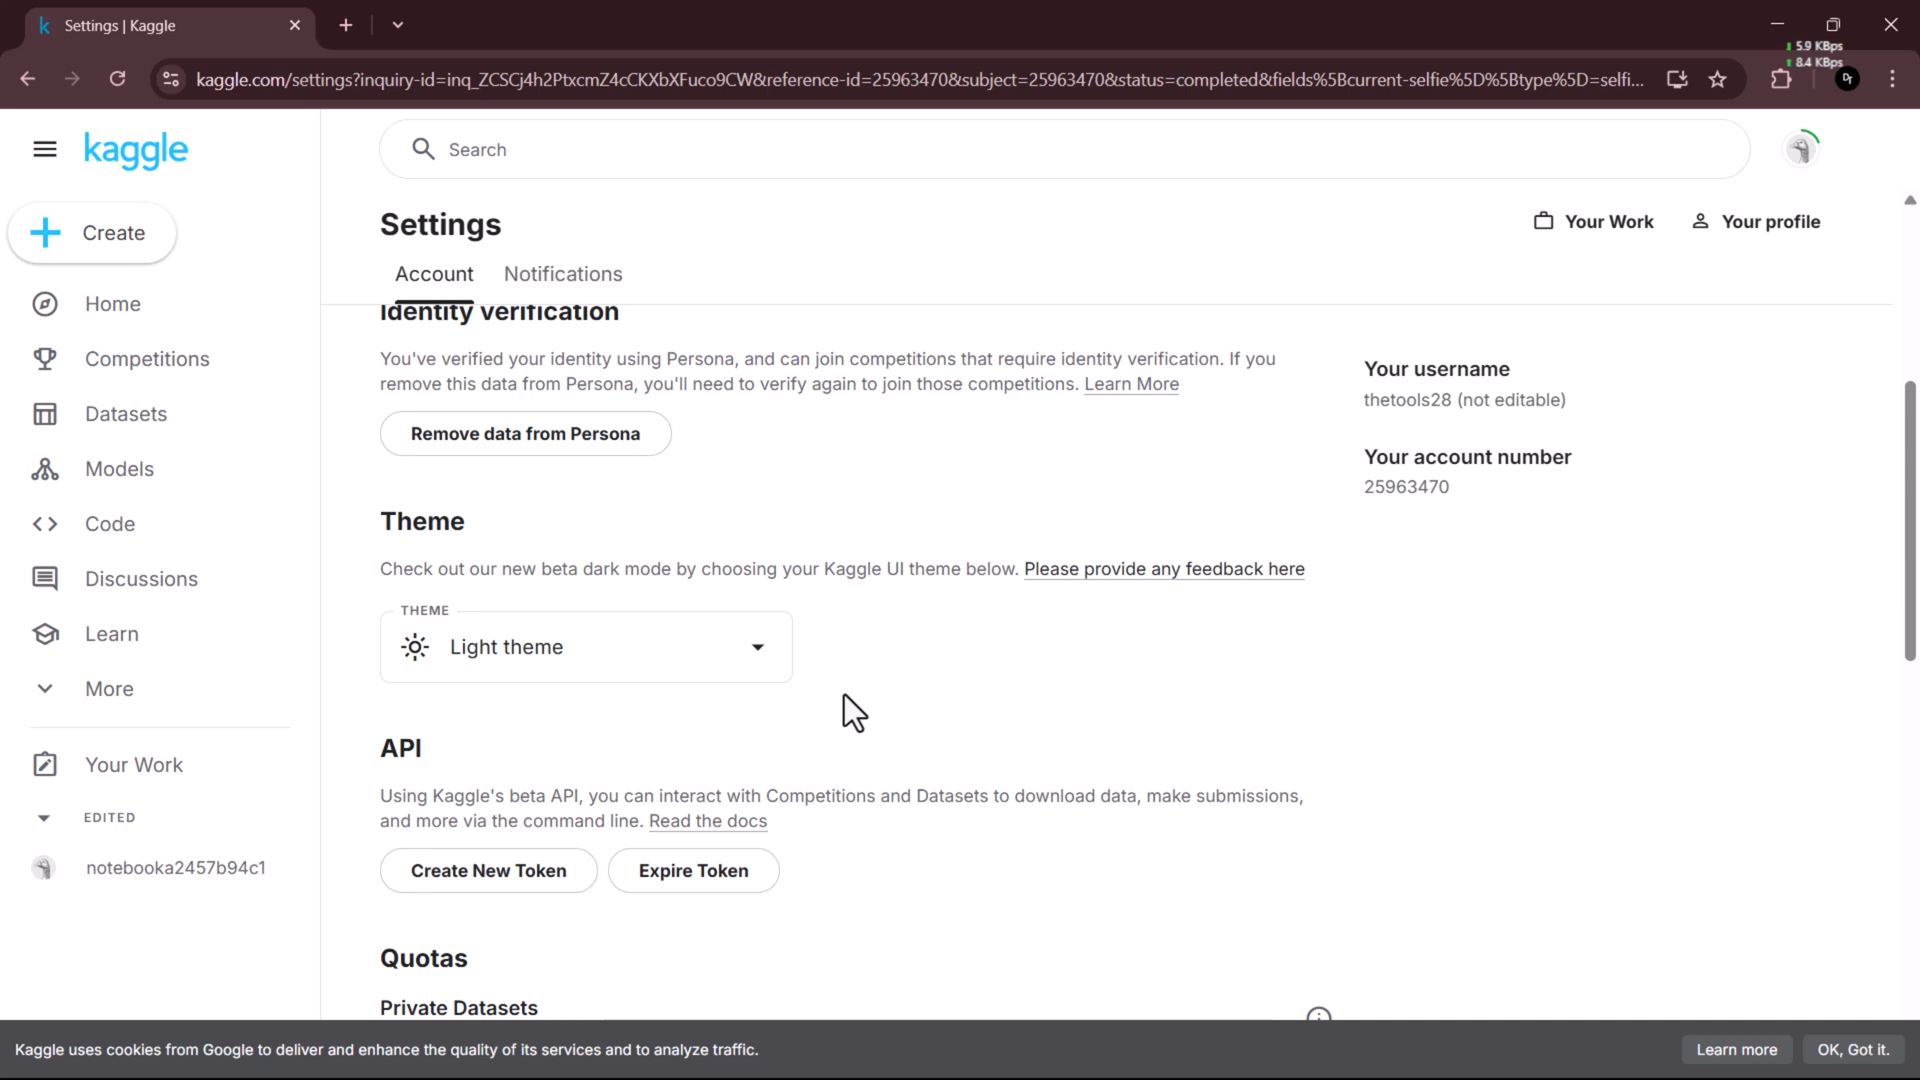 Settings | Kaggle
5.9 KBps
8.4 KBps
kaggle.com/settings?inquiry-id=inq_ZCSCj4h2PtxcmZ4cCKXbXFuco9CW&reference-id=25963470&subject=25963470&status=completed&fields%5Bcurrent-selfie%5D%5Btype%5D=selfi...
DT
kaggle
Search
Create
Home
Competitions
Datasets
Models
Code
Discussions
Learn
More
Your Work
EDITED
notebooka2457b94c1
Settings
Your Work
Your profile
Account
Notifications
Identity verification
You've verified your identity using Persona, and can join competitions that require identity verification. If you
remove this data from Persona, you'll need to verify again to join those competitions. Learn More
Remove data from Persona
Your username
thetools28 (not editable)
Your account number
25963470
Theme
Check out our new beta dark mode by choosing your Kaggle UI theme below. Please provide any feedback here
THEME
Light theme
API
Using Kaggle's beta API, you can interact with Competitions and Datasets to download data, make submissions,
and more via the command line. Read the docs
Create New Token
Expire Token
Quotas
Private Datasets
Kaggle uses cookies from Google to deliver and enhance the quality of its services and to analyze traffic.
Learn more
OK, Got it.